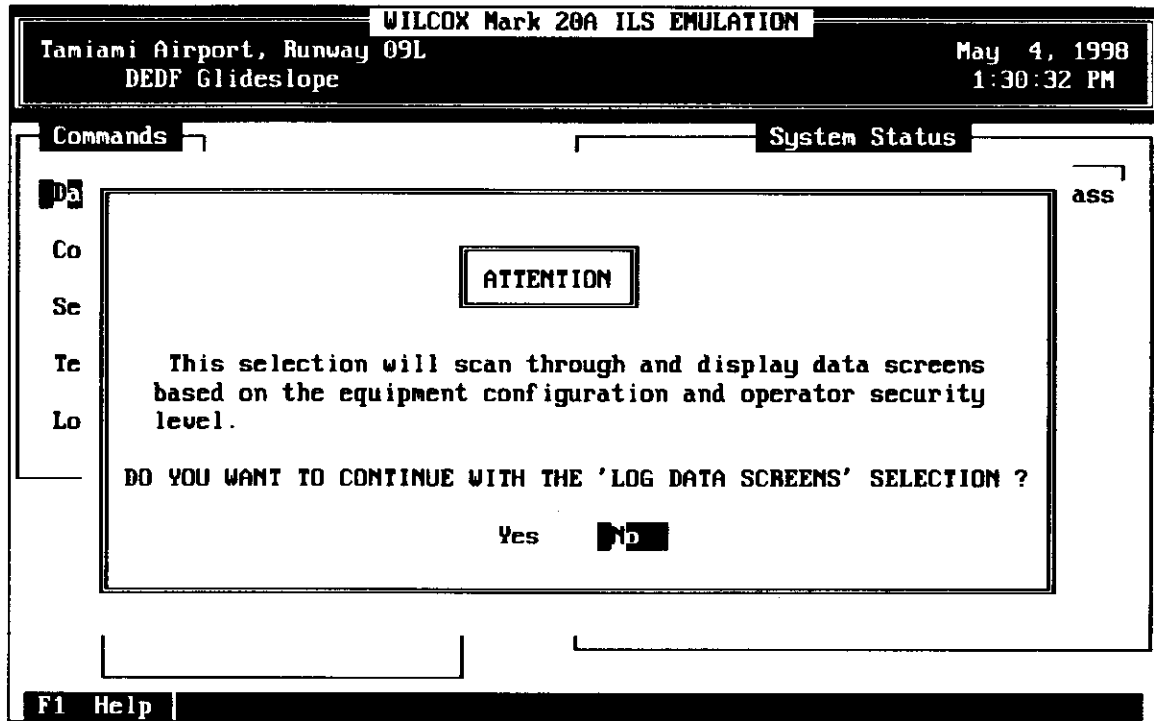 WILCOX Mark 20A ILS EMULATION
Tamiami Airport, Runway 09L
May 4, 1998
DEDF Glideslope
1:30:32 PM
Commands
System Status
Da
ass
Co
ATTENTION
Se
Te
This selection will scan through and display data screens
based on the equipment configuration and operator security
Lo
level.
DO YOU WANT TO CONTINUE WITH THE 'LOG DATA SCREENS' SELECTION ?
Yes No
F1 Help